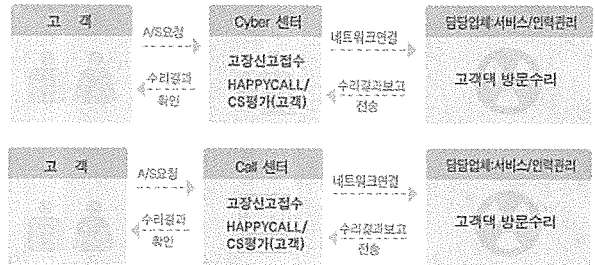 고 객
A/S요청
수리결과
확인
Cyber 센터
고장신고접수
HAPPYCALL/
CS평가(고객)
네트워크연결
수리결과보고
전송
담당업체:서비스/인력관리
고객댁 방문수리
고 객
A/S요청
수리결과
확인
Call 센터
고장신고접수
HAPPYCALL/
CS평가(고객)
네트워크연결
수리결과보고
전송
담당업체:서비스/인력관리
고객댁 방문수리